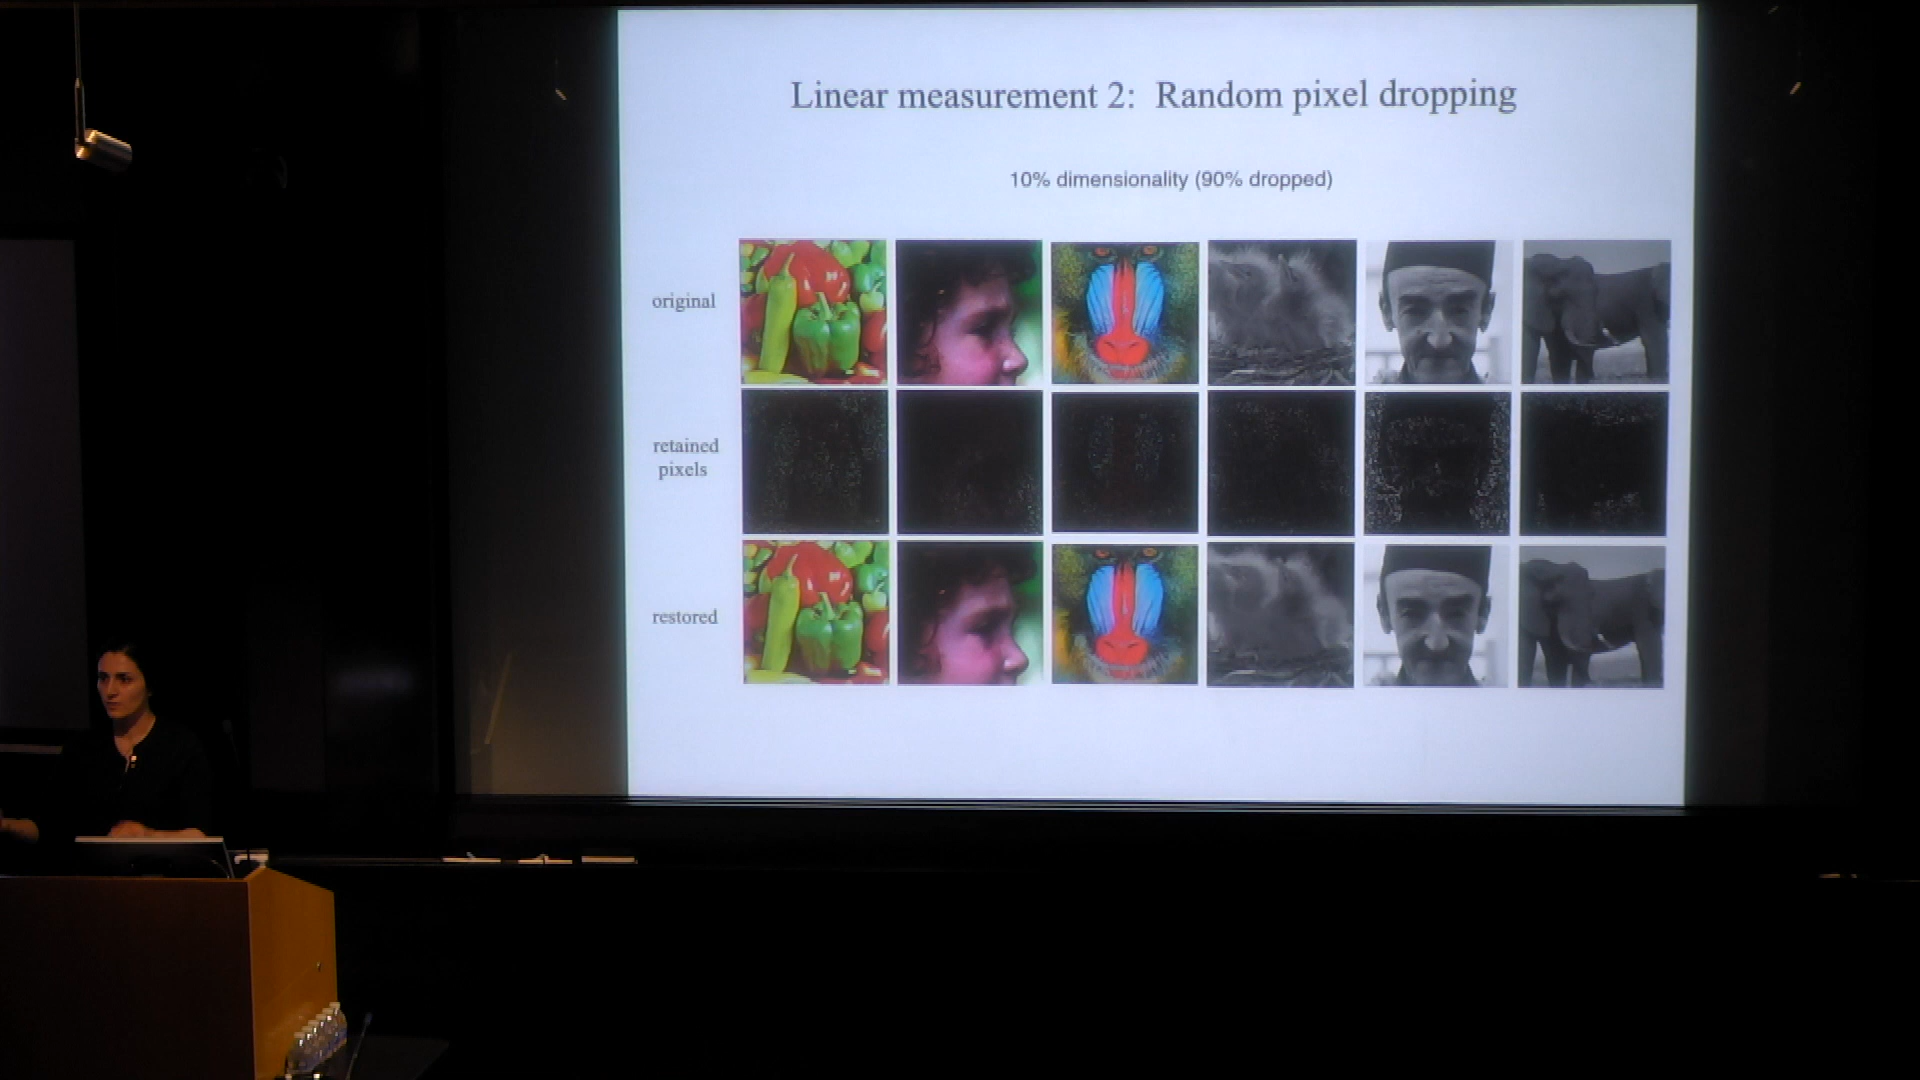 Linear measurement 2: Random pixel dropping
10% dimensionality (90% dropped)
original
retained
pixels
restored